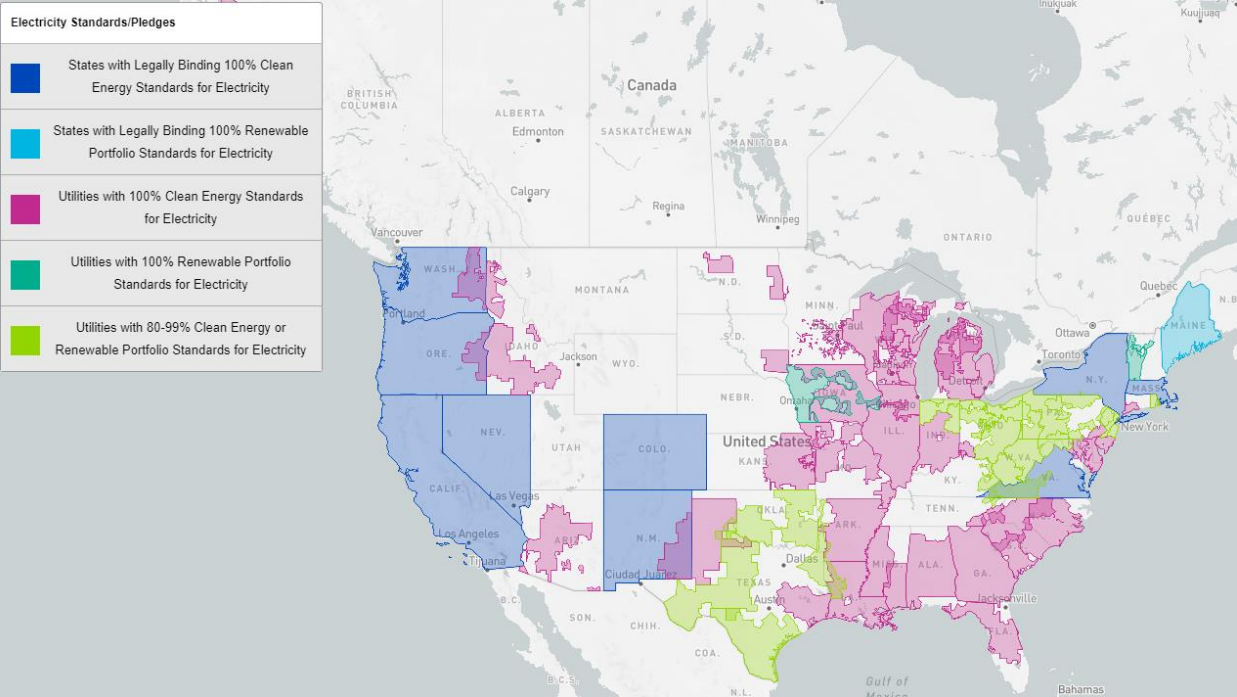 Electricity Standards/Pledges
States with Legally Binding 100% Clean
Energy Standards for Electricity
States with Legally Binding 100% Renewable
Portfolio Standards for Electricity
Utilities with 100% Clean Energy Standards
for Electricity
Utilities with 100% Renewable Portfolio
Standards for Electricity
Utilities with 80-99% Clean Energy or
Renewable Portfolio Standards for Electricity
Inukjuak
Kuujjuaq
Canada
BRITISH
COLUMBIA
ALBERTA
Edmonton
SASKATCHEWAN
MANITOBA
Calgary
Regina
Winnipeg
QUÉBEC
ONTARIO
Vancouver
WASH.
MONTANA
N.D.
MINN.
Quebec
N.B
Portland
Saint Paul
Ottawa
MAINE
ORE.
IDAHO
Jackson
WYO.
S.D.
Toronto
Detroit
N.Y.
MASS
NEBR.
Omaha
IOWA
Chicago
New York
NEV.
UTAH
COLO.
United States
KANS
ILL.
IND.
W.VA.
VA.
CALIF.
Las Vegas
KY.
TENN.
Los Angeles
ARIZ
N.M.
OKLA
ARK.
Tijuana
Ciudad Juárez
Dallas
TEXAS
MISS.
ALA.
GA.
B.C.
Austin
Jacksonville
SON.
CHIH.
FLA.
COA.
B.C.S.
N.L.
Gulf of
Mexico
Bahamas